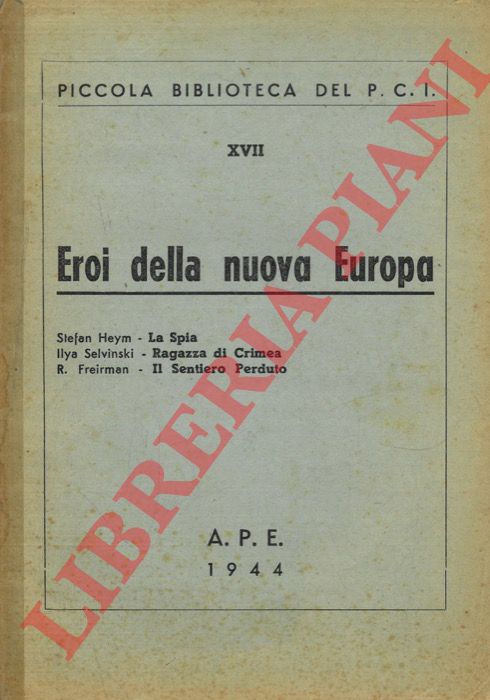 PICCOLA BIBLIOTECA DEL P. C. I.
XVII
Eroi della nuova Europa
Stefan Heym - La Spia
Ilya Selvinski - Ragazza di Crimea
R. Freirman - Il Sentiero Perduto
A. P. E.
1944
LIBRERIA PIANI